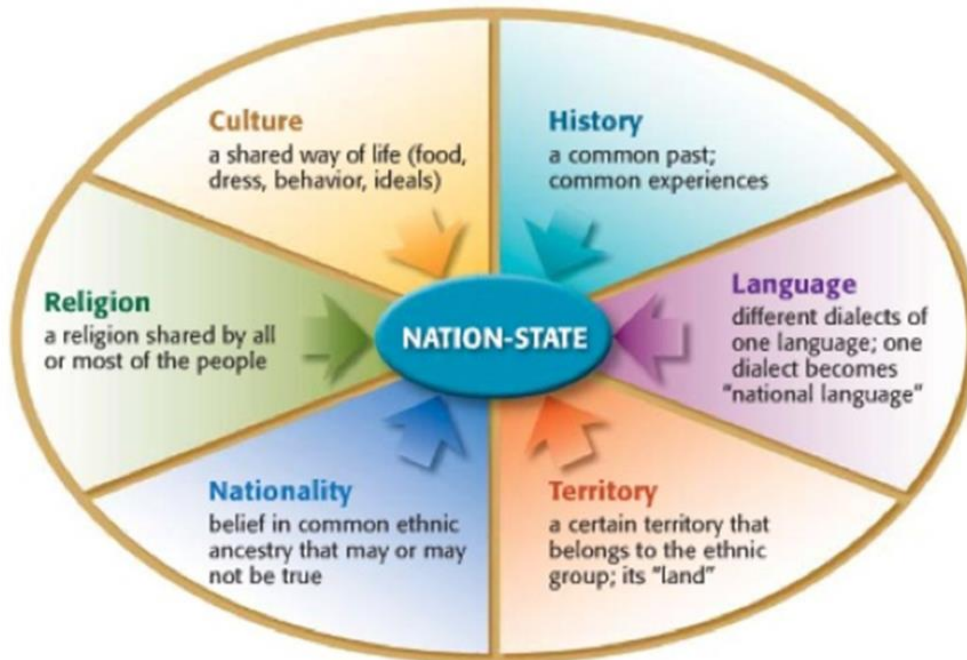 Culture
a shared way of life (food,
dress, behavior, ideals)
History
a common past;
common experiences
Religion
a religion shared by all
or most of the people
NATION-STATE
Language
different dialects of
one language; one
dialect becomes
"national language"
Nationality
belief in common ethnic
ancestry that may or may
not be true
Territory
a certain territory that
belongs to the ethnic
group; its "land"